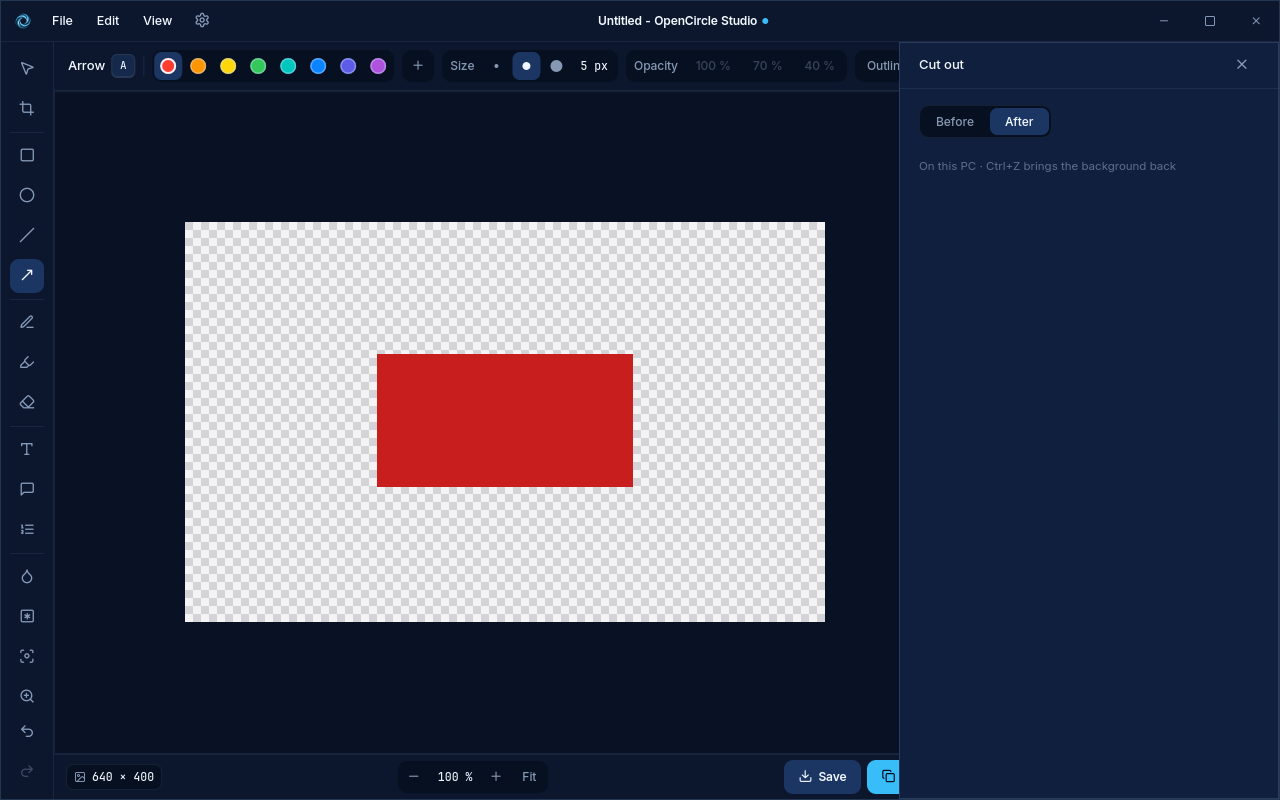 File Edit View
Untitled - OpenCircle Studio
Arrow A
Size 5 px
Opacity 100 % 70 % 40 %
Outlin
Cut out
Before After
On this PC · Ctrl+Z brings the background back
640 × 400
100 %
Fit
Save